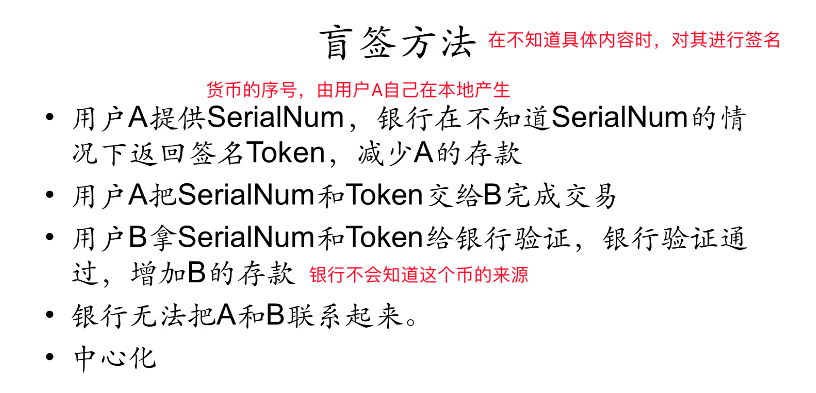 盲签方法 在不知道具体内容时，对其进行签名
货币的序号，由用户A自己在本地产生
• 用户A提供SerialNum，银行在不知道SerialNum的情
况下返回签名Token，减少A的存款
• 用户A把SerialNum和Token交给B完成交易
• 用户B拿SerialNum和Token给银行验证，银行验证通
过，增加B的存款 银行不会知道这个币的来源
• 银行无法把A和B联系起来。
• 中心化